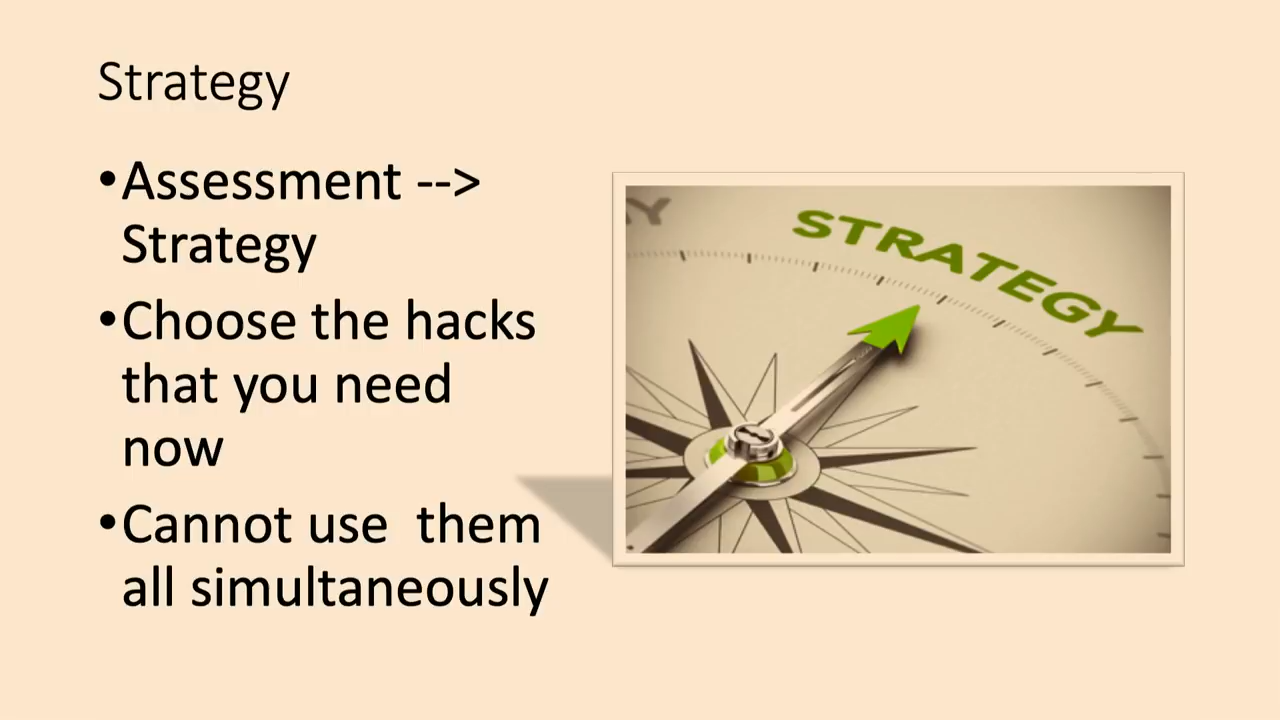 Strategy
•Assessment -->
Strategy
•Choose the hacks
that you need
now
•Cannot use  them
all simultaneously
STRATEGY